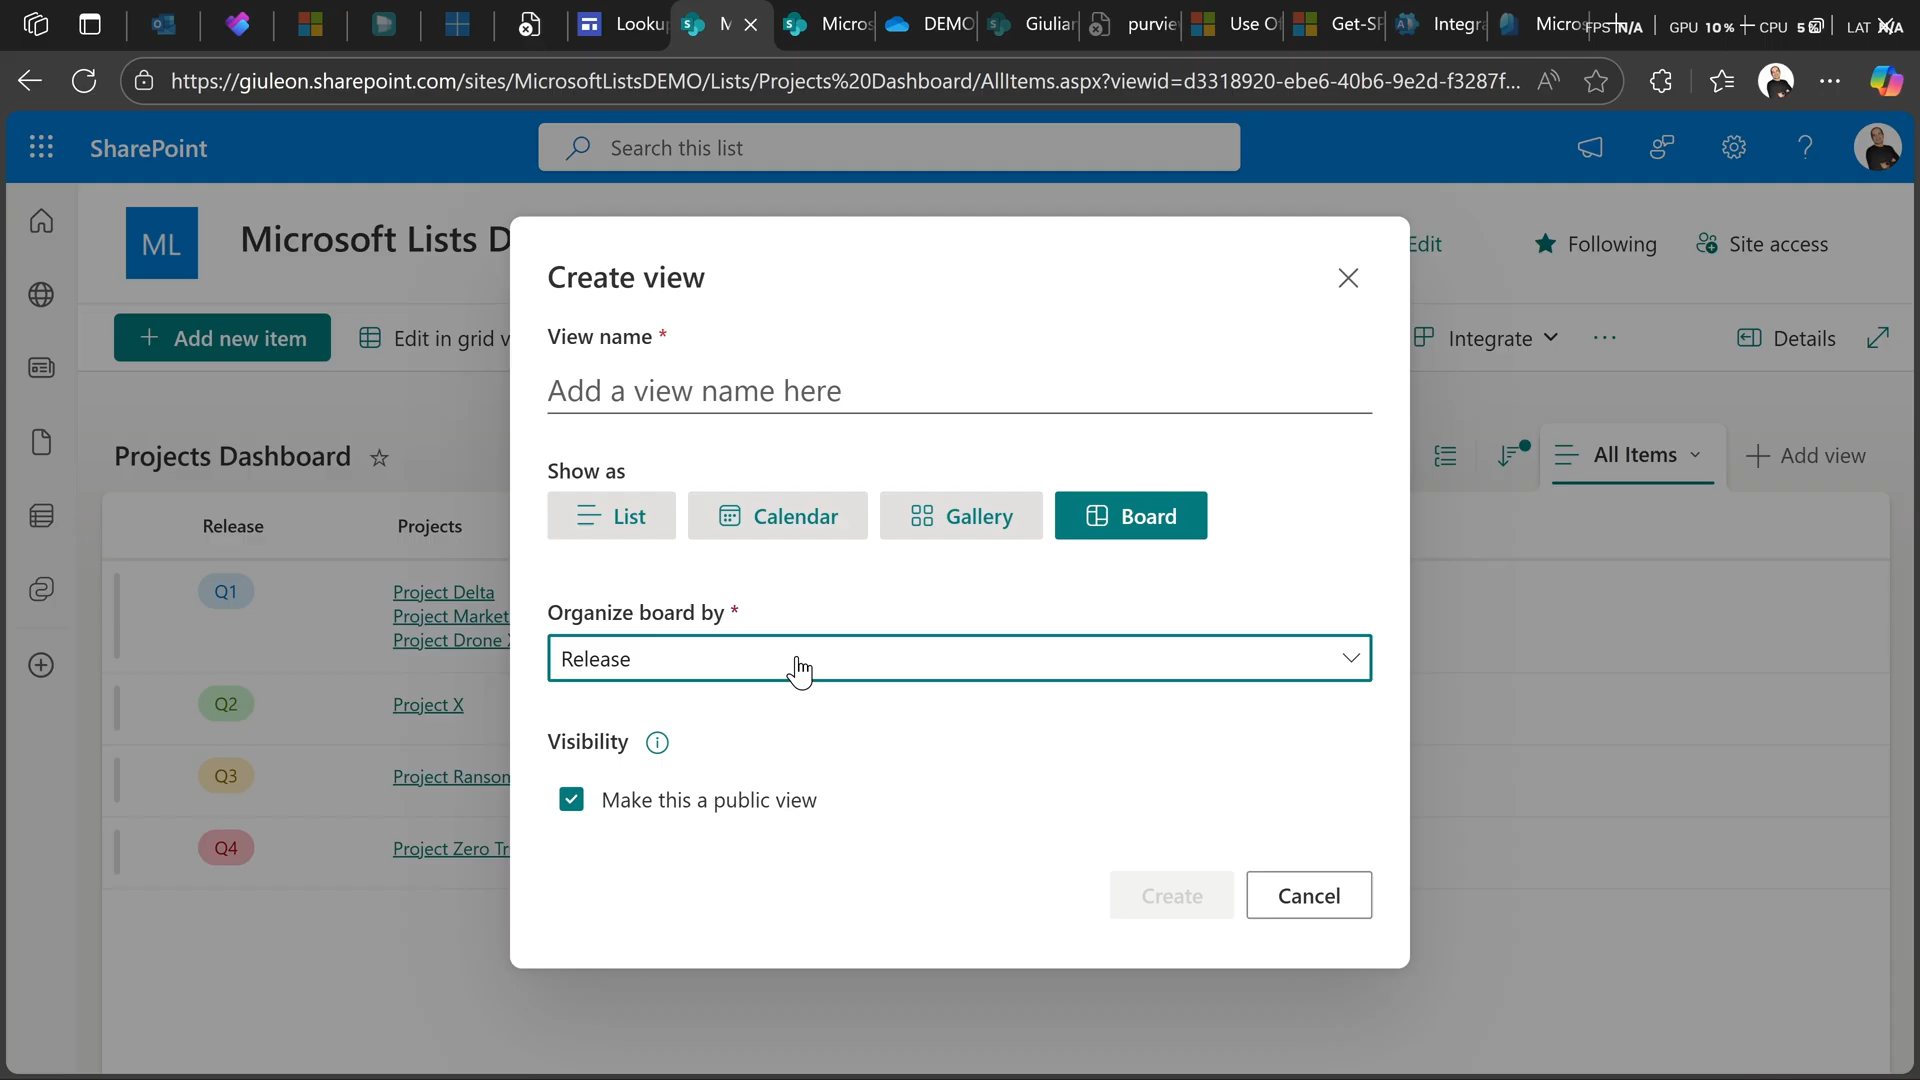 Looku
M
Micros
DEMO
Giulian
purvie
Use Of
Get-SP
Integra
Micros
FPS N/A
GPU 10%
CPU 5%
LAT N/A
https://giuleon.sharepoint.com/sites/MicrosoftListsDEMO/Lists/Projects%20Dashboard/AllItems.aspx?viewid=d3318920-ebe6-40b6-9e2d-f3287f...
SharePoint
Search this list
ML
Microsoft Lists D
Edit
Following
Site access
Add new item
Edit in grid v
Integrate
Details
Projects Dashboard
All Items
Add view
Release
Projects
Q1
Project Delta
Project Market
Project Drone X
Q2
Project X
Q3
Project Ransom
Q4
Project Zero Tr
Create view
View name *
Add a view name here
Show as
List
Calendar
Gallery
Board
Organize board by *
Release
Visibility
Make this a public view
Create
Cancel